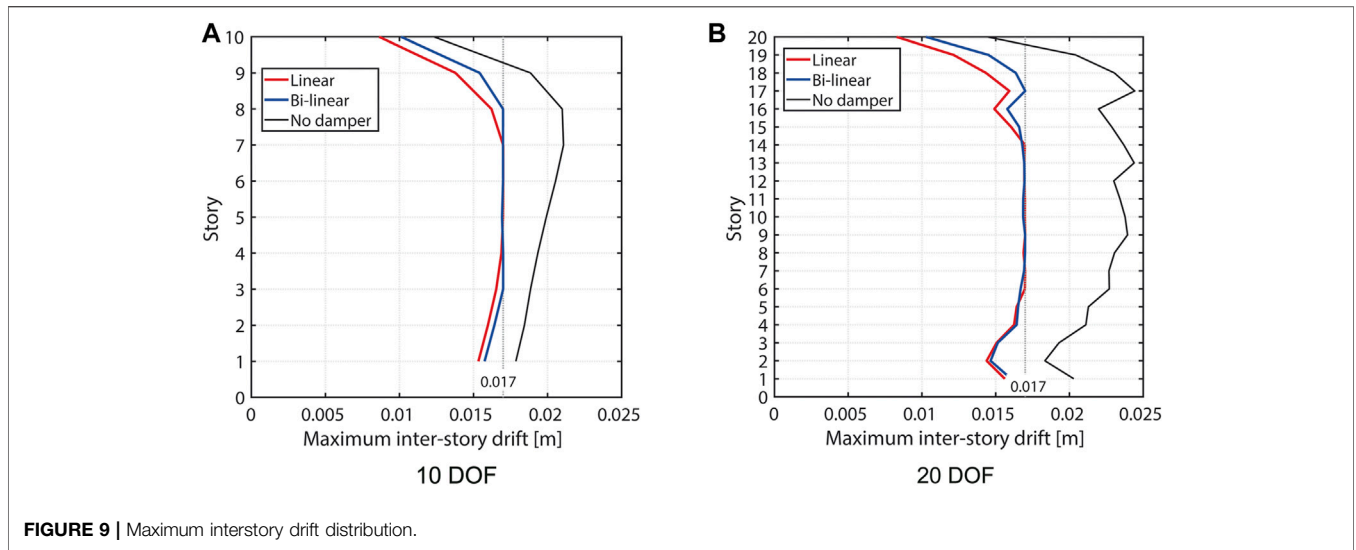 A
10
9
8
7
6
5
4
3
2
1
0
Story
Linear
Bi-linear
No damper
0.017
0 0.005 0.01 0.015 0.02 0.025
Maximum inter-story drift [m]
10 DOF
B
20
19
18
17
16
15
14
13
12
11
10
9
8
7
6
5
4
3
2
1
0
Story
Linear
Bi-linear
No damper
0.017
0 0.005 0.01 0.015 0.02 0.025
Maximum inter-story drift [m]
20 DOF
FIGURE 9 | Maximum interstory drift distribution.